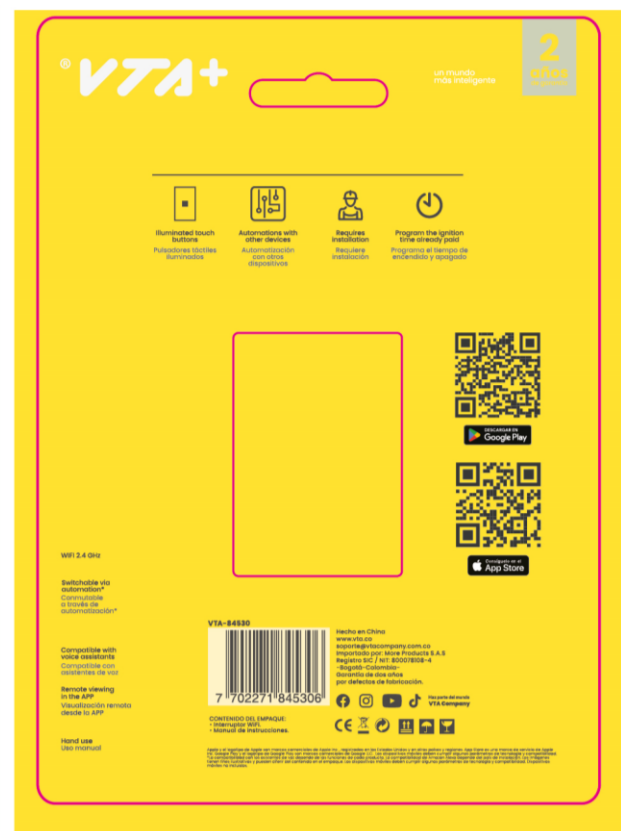 ® VTA+
un mundo
más inteligente
2
años
Illuminated touch
buttons
Pulsadores táctiles
iluminados
Automations with
other devices
Automatización
con otros
dispositivos
Requires
installation
Requiere
instalación
Program the ignition
time already paid
Programa el tiempo de
encendido y apagado
DESCARGAR EN
Google Play
Consíguelo en el
App Store
WiFi 2.4 GHz
Switchable via
automation*
Conmutable
a través de
automatización*
Compatible with
voice assistants
Compatible con
asistentes de voz
Remote viewing
in the APP
Visualización remota
desde la APP
Hand use
Uso manual
VTA-84530
7 702271 845306
CONTENIDO DEL EMPAQUE:
- Interruptor WiFi.
- Manual de instrucciones.
Hecho en China
www.vta.co
soporte@vtacompany.com.co
Importado por: More Products S.A.S
Registro SIC / NIT: 800078108-4
-Bogotá-Colombia-
Garantía de dos años
por defectos de fabricación.
Haz parte del mundo
VTA Company
CE